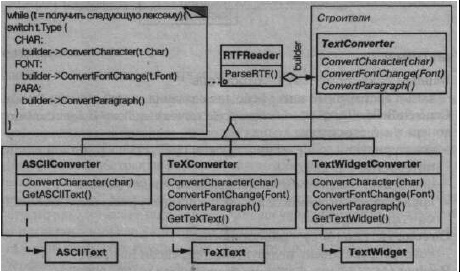 while (t = получить следующую лексему){
switch t.Type {
CHAR:
builder->ConvertCharacter(t.Char)
FONT:
builder->ConvertFontChange(t.Font)
PARA:
builder->ConvertParagraph()
}
}
RTFReader
ParseRTF()
builder
Строители
TextConverter
ConvertCharacter(char)
ConvertFontChange(Font)
ConvertParagraph()
ASCIIConverter
ConvertCharacter(char)
GetASCIIText()
TeXConverter
ConvertCharacter(char)
ConvertFontChange(Font)
ConvertParagraph()
GetTeXText()
TextWidgetConverter
ConvertCharacter(char)
ConvertFontChange(Font)
ConvertParagraph()
GetTextWidget()
ASCIIText
TeXText
TextWidget